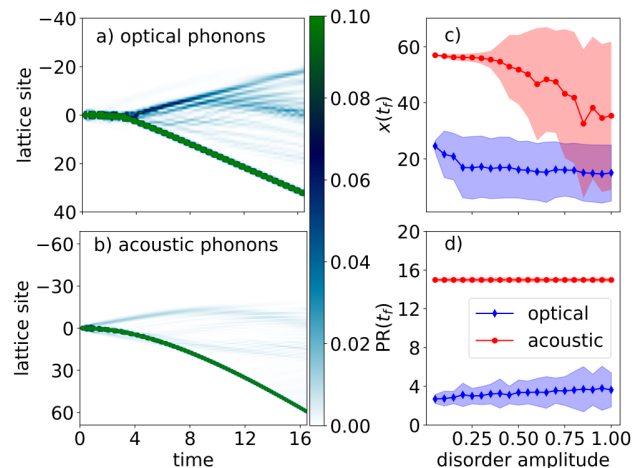 a) optical phonons
lattice site
−40
−20
0
20
40
b) acoustic phonons
lattice site
−60
−30
0
30
60
0 4 8 12 16
time
0.10
0.08
0.06
0.04
0.02
0.00
c)
x(t_f)
60
40
20
d)
PR(t_f)
20
16
12
8
4
0
optical
acoustic
0.25 0.50 0.75 1.00
disorder amplitude